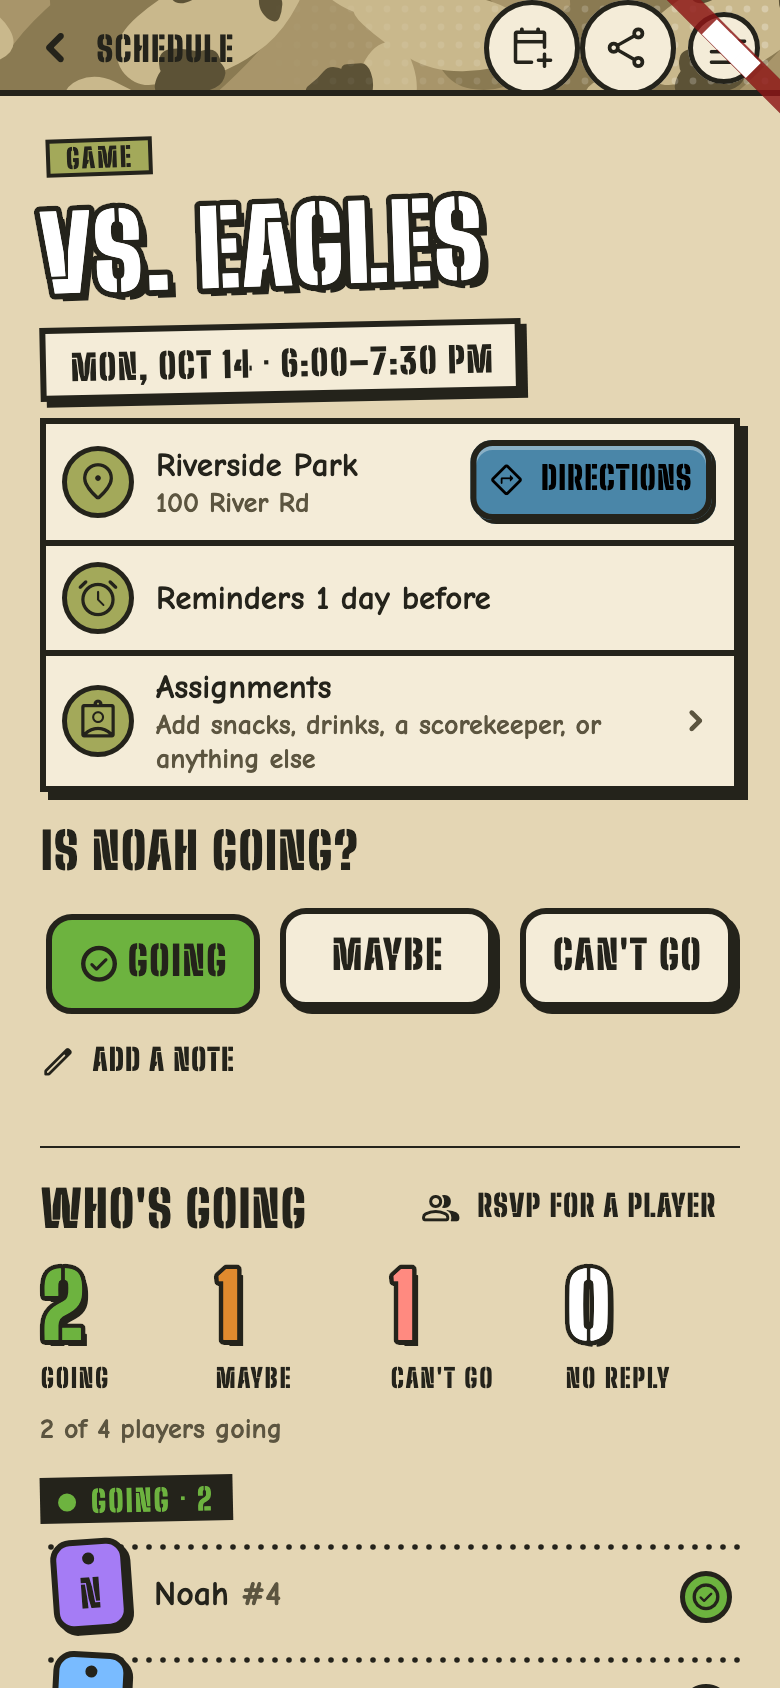 SCHEDULE
GAME
VS. EAGLES
MON, OCT 14 · 6:00–7:30 PM
Riverside Park
100 River Rd
DIRECTIONS
Reminders 1 day before
Assignments
Add snacks, drinks, a scorekeeper, or
anything else
IS NOAH GOING?
GOING
MAYBE
CAN'T GO
ADD A NOTE
WHO'S GOING
RSVP FOR A PLAYER
2
1
1
0
GOING
MAYBE
CAN'T GO
NO REPLY
2 of 4 players going
GOING · 2
N
Noah #4